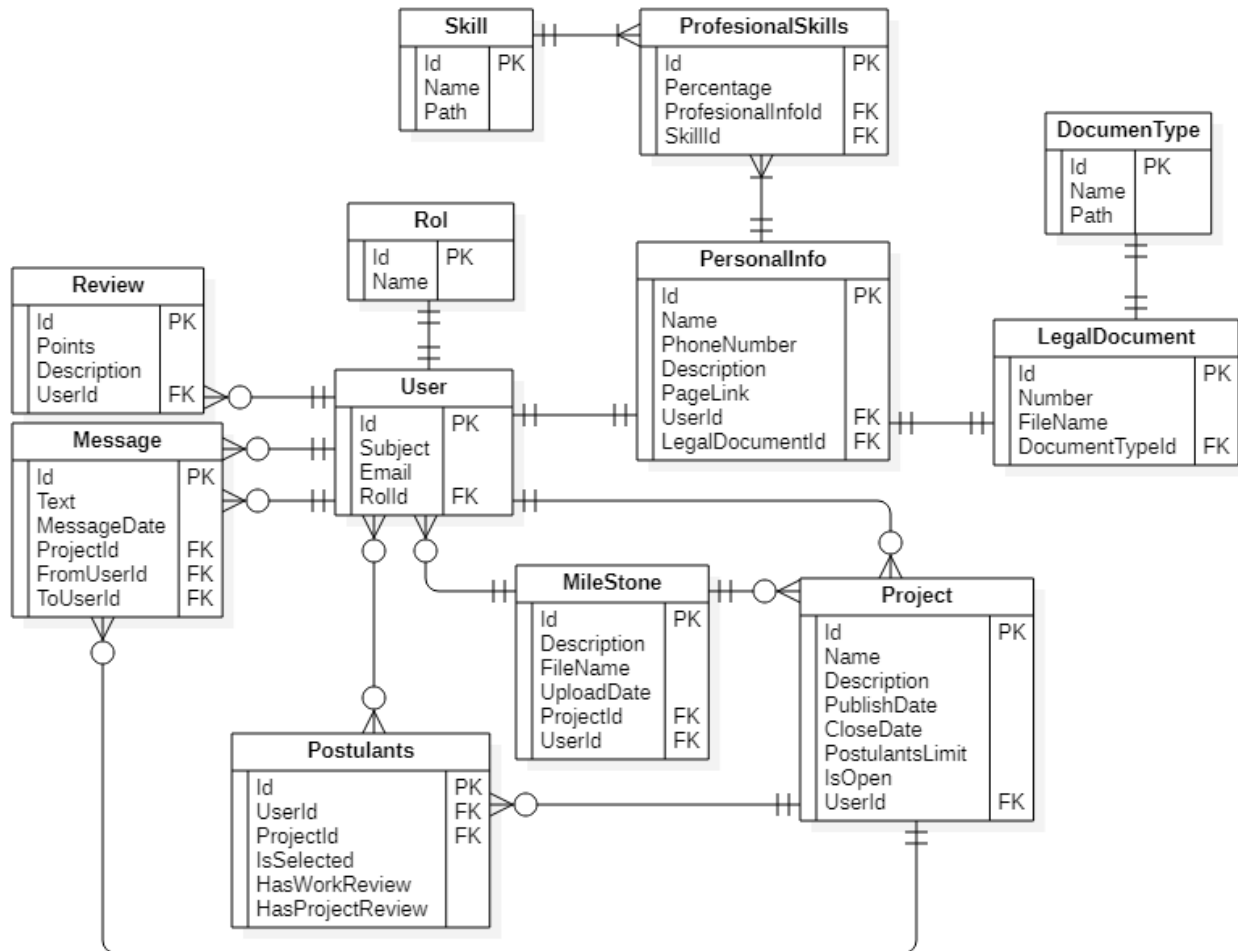 Skill
Id PK
Name
Path
ProfesionalSkills
Id PK
Percentage
ProfesionalInfoId FK
SkillId FK
DocumenType
Id PK
Name
Path
Rol
Id PK
Name
PersonalInfo
Id PK
Name
PhoneNumber
Description
PageLink
UserId FK
LegalDocumentId FK
Review
Id PK
Points
Description
UserId FK
LegalDocument
Id PK
Number
FileName
DocumentTypeId FK
User
Id PK
Subject
Email
RolId FK
Message
Id PK
Text
MessageDate
ProjectId FK
FromUserId FK
ToUserId FK
MileStone
Id PK
Description
FileName
UploadDate
ProjectId FK
UserId FK
Project
Id PK
Name
Description
PublishDate
CloseDate
PostulantsLimit
IsOpen
UserId FK
Postulants
Id PK
UserId FK
ProjectId FK
IsSelected
HasWorkReview
HasProjectReview